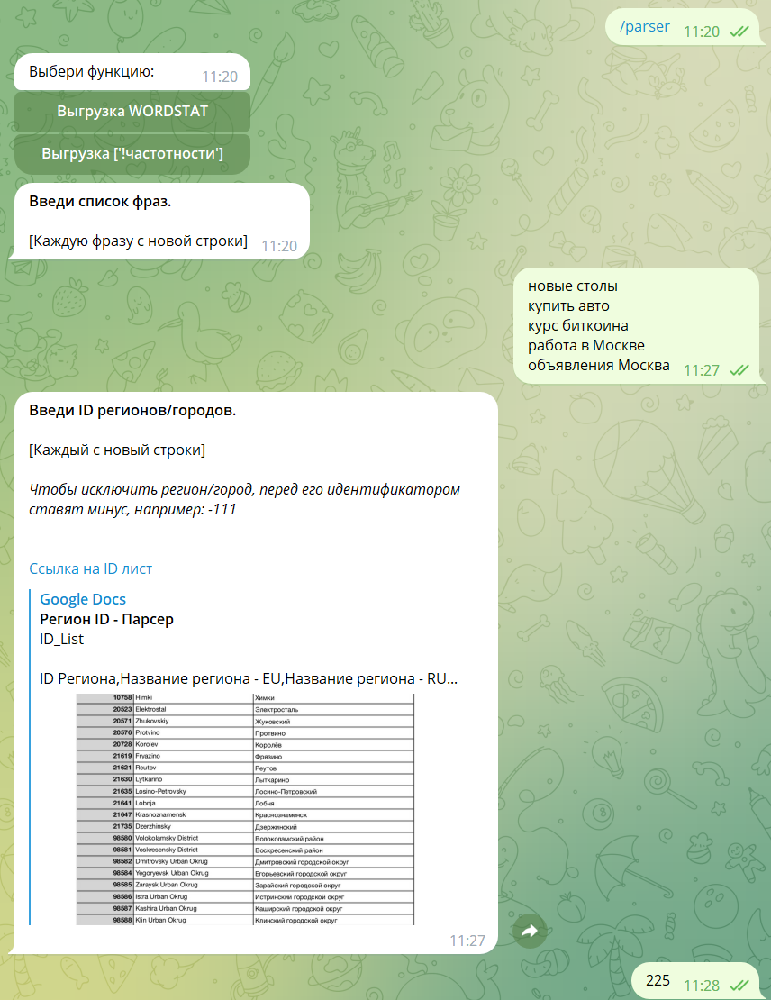 /parser 11:20
Выбери функцию: 11:20
Выгрузка WORDSTAT
Выгрузка ['!частотности']
Введи список фраз.
[Каждую фразу с новой строки] 11:20
новые столы
купить авто
курс биткоина
работа в Москве
объявления Москва 11:27
Введи ID регионов/городов.
[Каждый с новый строки]
Чтобы исключить регион/город, перед его идентификатором
ставят минус, например: -111
Ссылка на ID лист
Google Docs
Регион ID - Парсер
ID_List
ID Региона,Название региона - EU,Название региона - RU...
10758 Himki Химки
20523 Elektrostal Электросталь
20571 Zhukovskiy Жуковский
20576 Protvino Протвино
20728 Korolev Королёв
21619 Fryazino Фрязино
21621 Reutov Реутов
21630 Lytkarino Лыткарино
21635 Losino-Petrovsky Лосино-Петровский
21641 Lobnja Лобня
21647 Krasnoznamensk Краснознаменск
21735 Dzerzhinsky Дзержинский
98580 Volokolamsky District Волоколамский район
98581 Voskresensky District Воскресенский район
98582 Dmitrovsky Urban Okrug Дмитровский городской округ
98584 Yegoryevsk Urban Okrug Егорьевский городской округ
98585 Zaraysk Urban Okrug Зарайский городской округ
98586 Istra Urban Okrug Истринский городской округ
98587 Kashira Urban Okrug Каширский городской округ
98588 Klin Urban Okrug Клинский городской округ
11:27
225 11:28